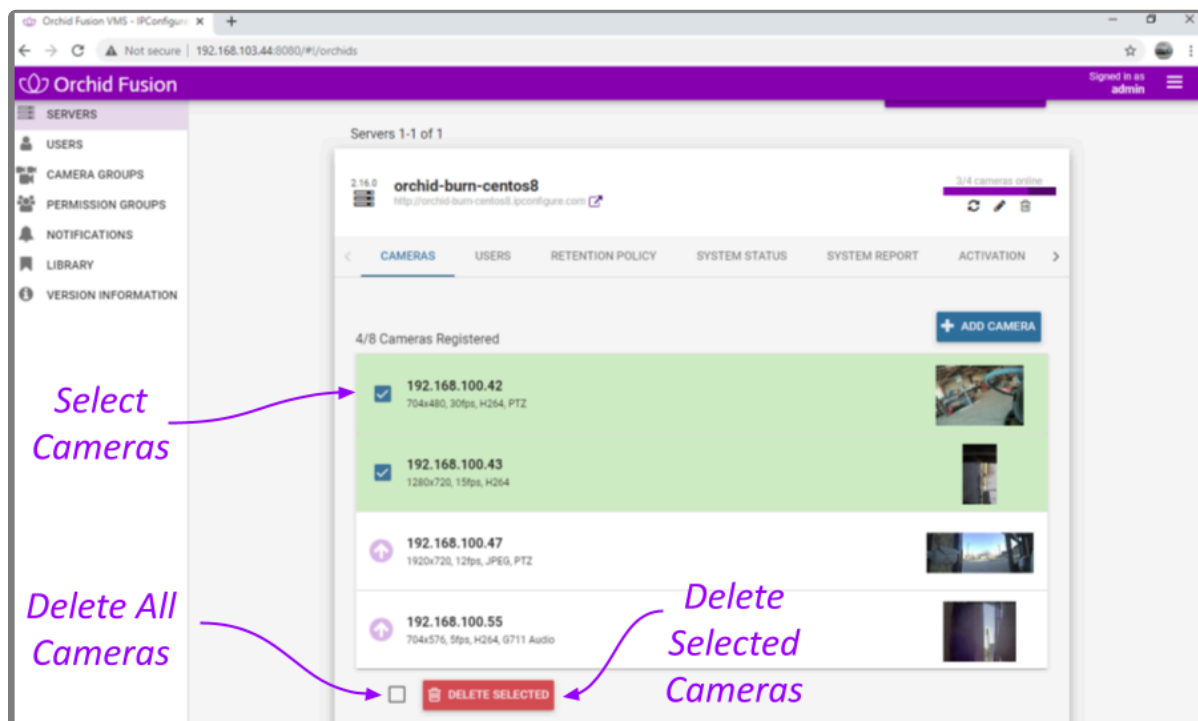 Orchid Fusion VMS - IPConfigure
Not secure | 192.168.103.44:8080/#!/orchids
Orchid Fusion
Signed in as
admin
SERVERS
USERS
CAMERA GROUPS
PERMISSION GROUPS
NOTIFICATIONS
LIBRARY
VERSION INFORMATION
Servers 1-1 of 1
2.16.0
orchid-burn-centos8
http://orchid-burn-centos8.ipconfigure.com
3/4 cameras online
CAMERAS USERS RETENTION POLICY SYSTEM STATUS SYSTEM REPORT ACTIVATION
4/8 Cameras Registered
ADD CAMERA
192.168.100.42
704x480, 30fps, H264, PTZ
192.168.100.43
1280x720, 15fps, H264
192.168.100.47
1920x720, 12fps, JPEG, PTZ
192.168.100.55
704x576, 5fps, H264, G711 Audio
DELETE SELECTED
Select
Cameras
Delete All
Cameras
Delete
Selected
Cameras